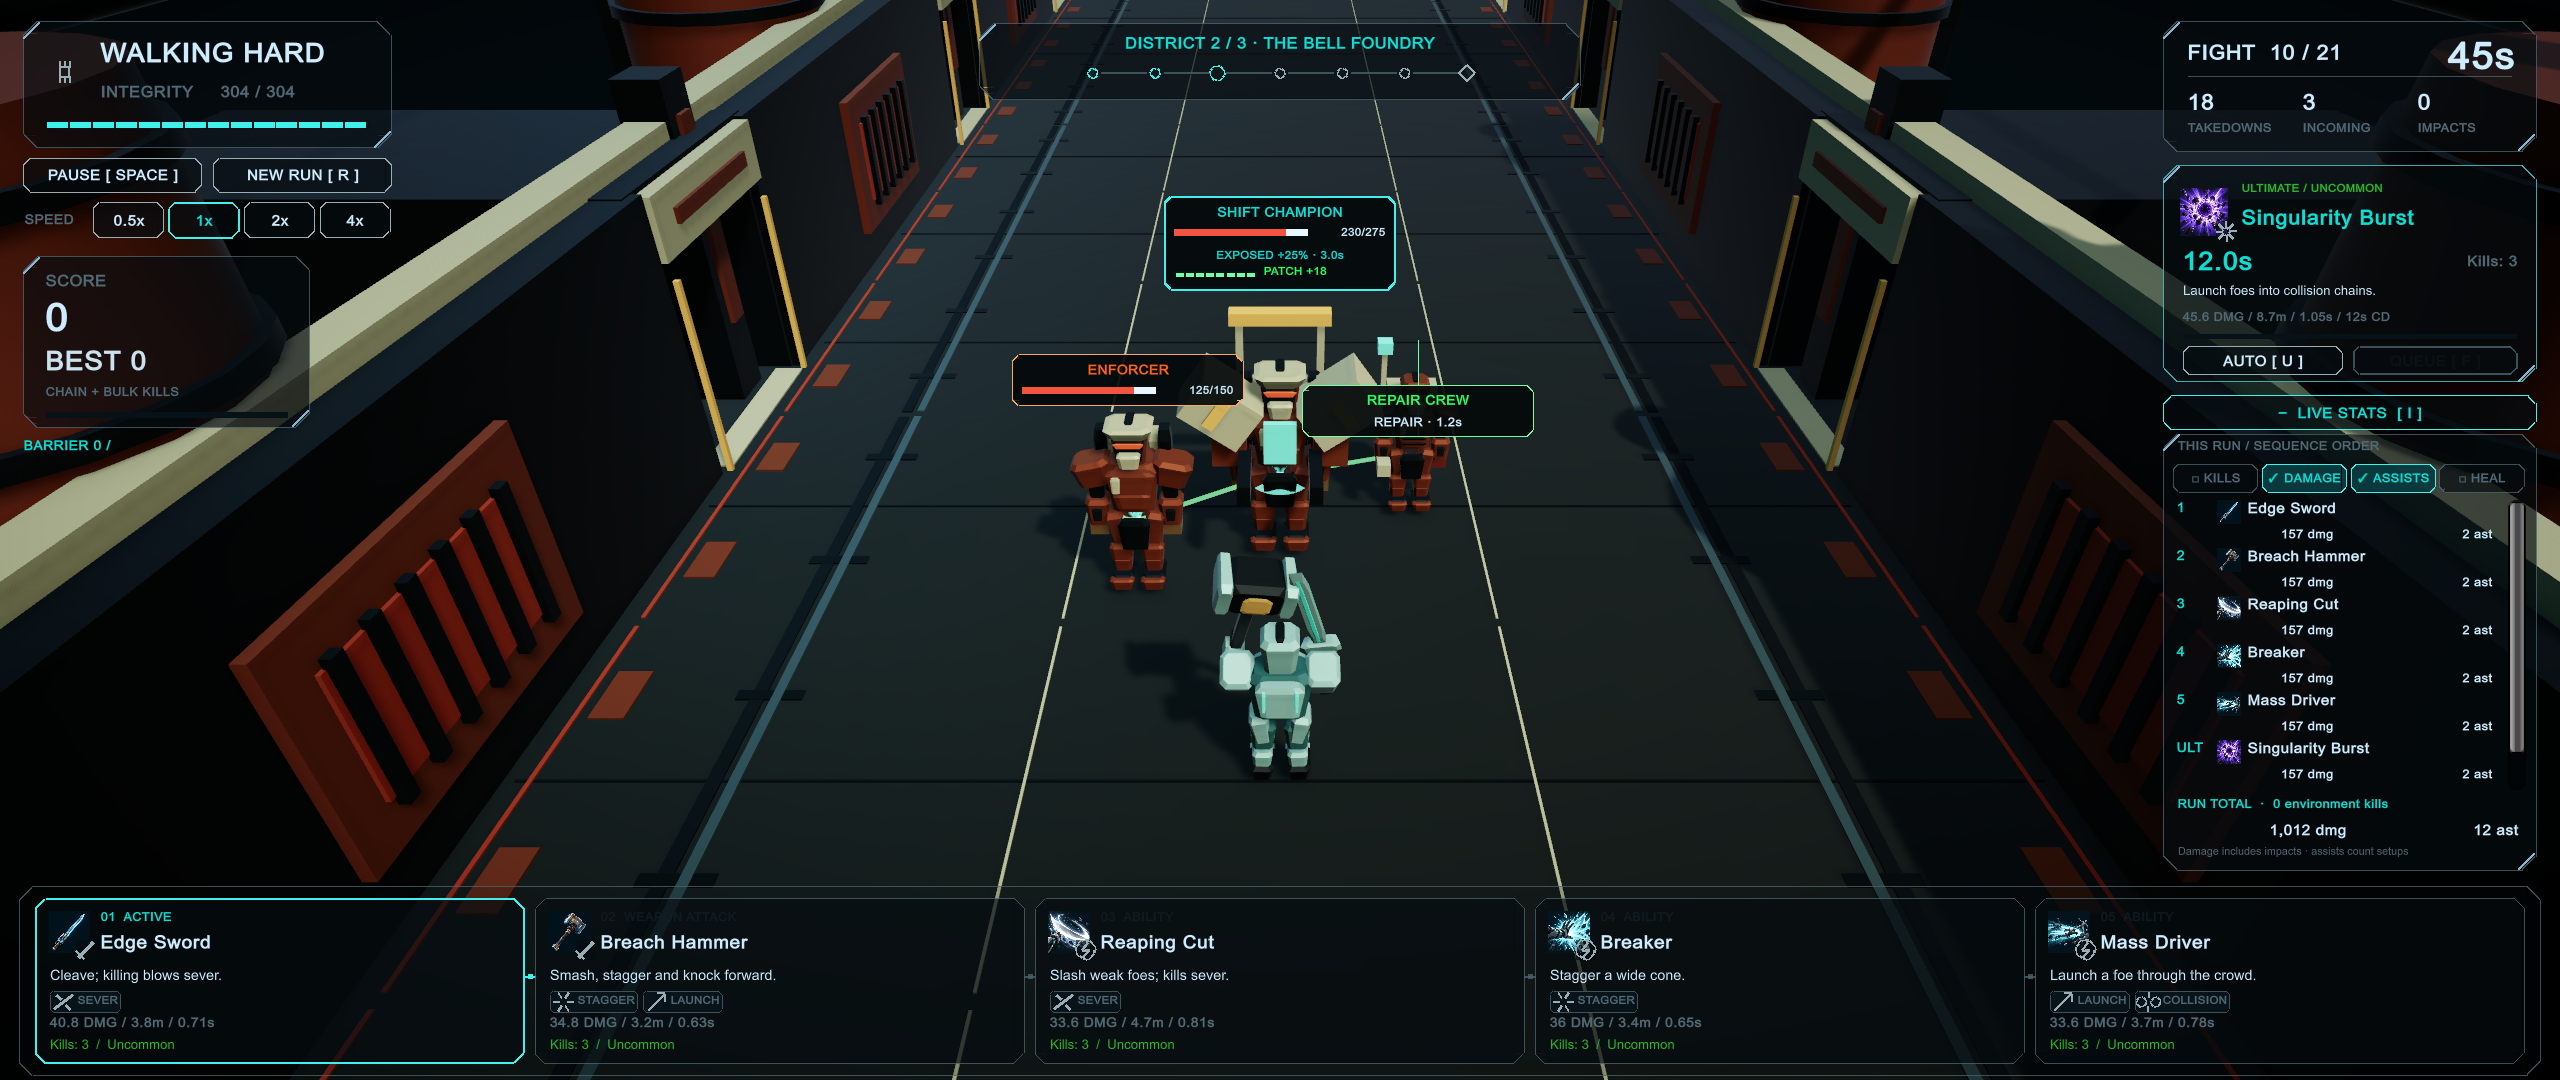 WALKING HARD
INTEGRITY 304 / 304
PAUSE [ SPACE ]
NEW RUN [ R ]
SPEED 0.5x 1x 2x 4x
SCORE
0
BEST 0
CHAIN + BULK KILLS
BARRIER 0 /
DISTRICT 2 / 3 · THE BELL FOUNDRY
SHIFT CHAMPION
230/275
EXPOSED +25% · 3.0s
PATCH +18
ENFORCER
125/150
REPAIR CREW
REPAIR · 1.2s
FIGHT 10 / 21
45s
18 3 0
TAKEDOWNS INCOMING IMPACTS
ULTIMATE / UNCOMMON
Singularity Burst
12.0s
Kills: 3
Launch foes into collision chains.
45.6 DMG / 8.7m / 1.05s / 12s CD
AUTO [ U ]
QUEUE [ F ]
− LIVE STATS [ I ]
THIS RUN / SEQUENCE ORDER
KILLS ✓ DAMAGE ✓ ASSISTS HEAL
1 Edge Sword
157 dmg 2 ast
2 Breach Hammer
157 dmg 2 ast
3 Reaping Cut
157 dmg 2 ast
4 Breaker
157 dmg 2 ast
5 Mass Driver
157 dmg 2 ast
ULT Singularity Burst
157 dmg 2 ast
RUN TOTAL · 0 environment kills
1,012 dmg 12 ast
Damage includes impacts · assists count setups
01 ACTIVE
Edge Sword
Cleave; killing blows sever.
SEVER
40.8 DMG / 3.8m / 0.71s
Kills: 3 / Uncommon
02 WEAPON ATTACK
Breach Hammer
Smash, stagger and knock forward.
STAGGER LAUNCH
34.8 DMG / 3.2m / 0.63s
Kills: 3 / Uncommon
03 ABILITY
Reaping Cut
Slash weak foes; kills sever.
SEVER
33.6 DMG / 4.7m / 0.81s
Kills: 3 / Uncommon
04 ABILITY
Breaker
Stagger a wide cone.
STAGGER
36 DMG / 3.4m / 0.65s
Kills: 3 / Uncommon
05 ABILITY
Mass Driver
Launch a foe through the crowd.
LAUNCH COLLISION
33.6 DMG / 3.7m / 0.78s
Kills: 3 / Uncommon